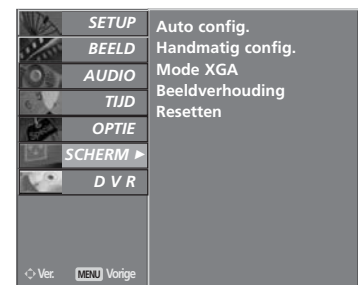 SETUP
BEELD
AUDIO
TIJD
OPTIE
SCHERM ►
D V R
Auto config.
Handmatig config.
Mode XGA
Beeldverhouding
Resetten
Ver. MENU Vorige